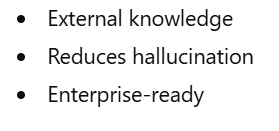 • External knowledge
• Reduces hallucination
• Enterprise-ready